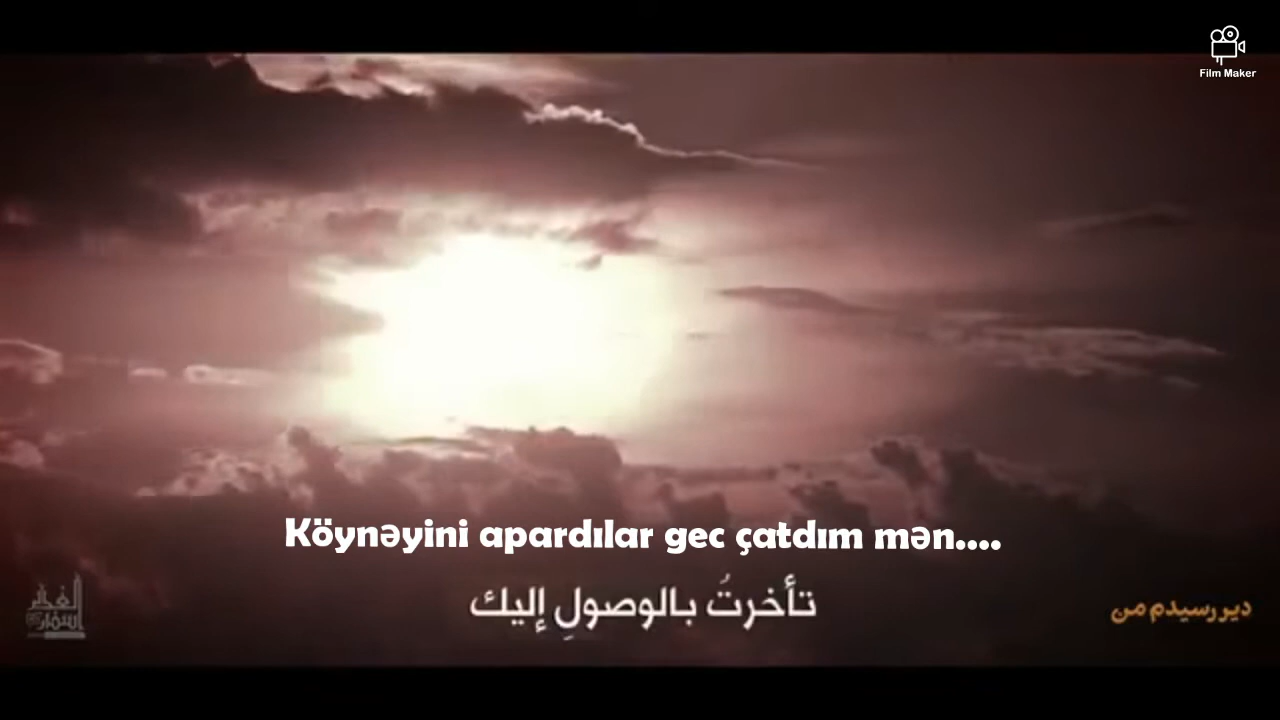 Film Maker
Köynəyini apardılar gec çatdım mən....
تأخرتُ بالوصولِ إليك
دیر رسیدم من